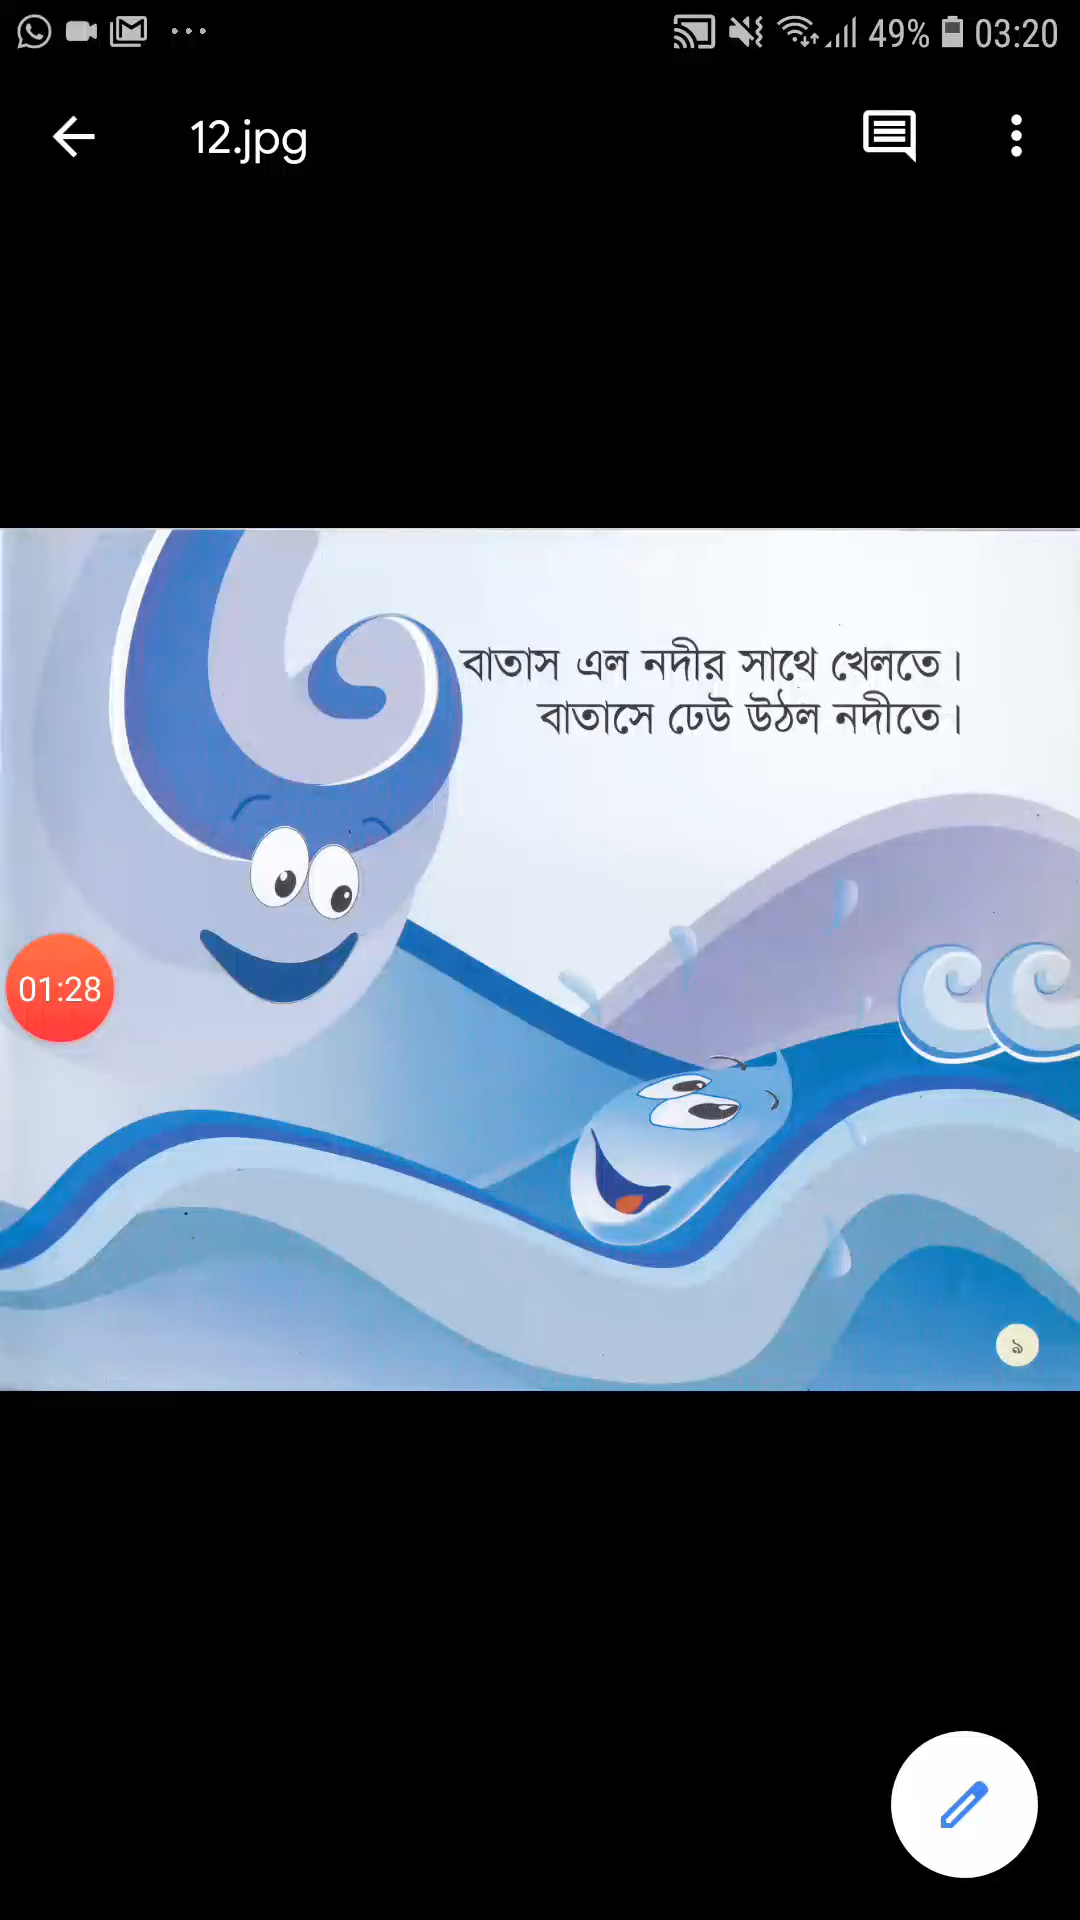 49% 03:20
12.jpg
বাতাস এল নদীর সাথে খেলতে।
বাতাসে ঢেউ উঠল নদীতে।
01:28
৯